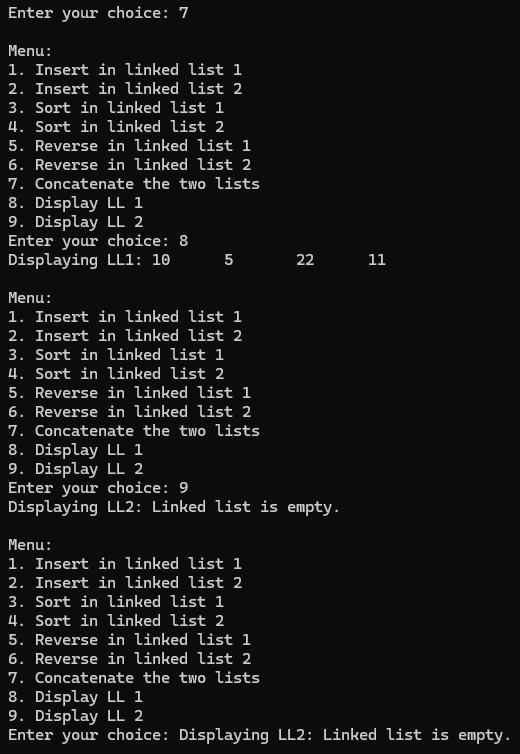 Enter your choice: 7
Menu:
1. Insert in linked list 1
2. Insert in linked list 2
3. Sort in linked list 1
4. Sort in linked list 2
5. Reverse in linked list 1
6. Reverse in linked list 2
7. Concatenate the two lists
8. Display LL 1
9. Display LL 2
Enter your choice: 8
Displaying LL1: 10      5       22      11
Menu:
1. Insert in linked list 1
2. Insert in linked list 2
3. Sort in linked list 1
4. Sort in linked list 2
5. Reverse in linked list 1
6. Reverse in linked list 2
7. Concatenate the two lists
8. Display LL 1
9. Display LL 2
Enter your choice: 9
Displaying LL2: Linked list is empty.
Menu:
1. Insert in linked list 1
2. Insert in linked list 2
3. Sort in linked list 1
4. Sort in linked list 2
5. Reverse in linked list 1
6. Reverse in linked list 2
7. Concatenate the two lists
8. Display LL 1
9. Display LL 2
Enter your choice: Displaying LL2: Linked list is empty.